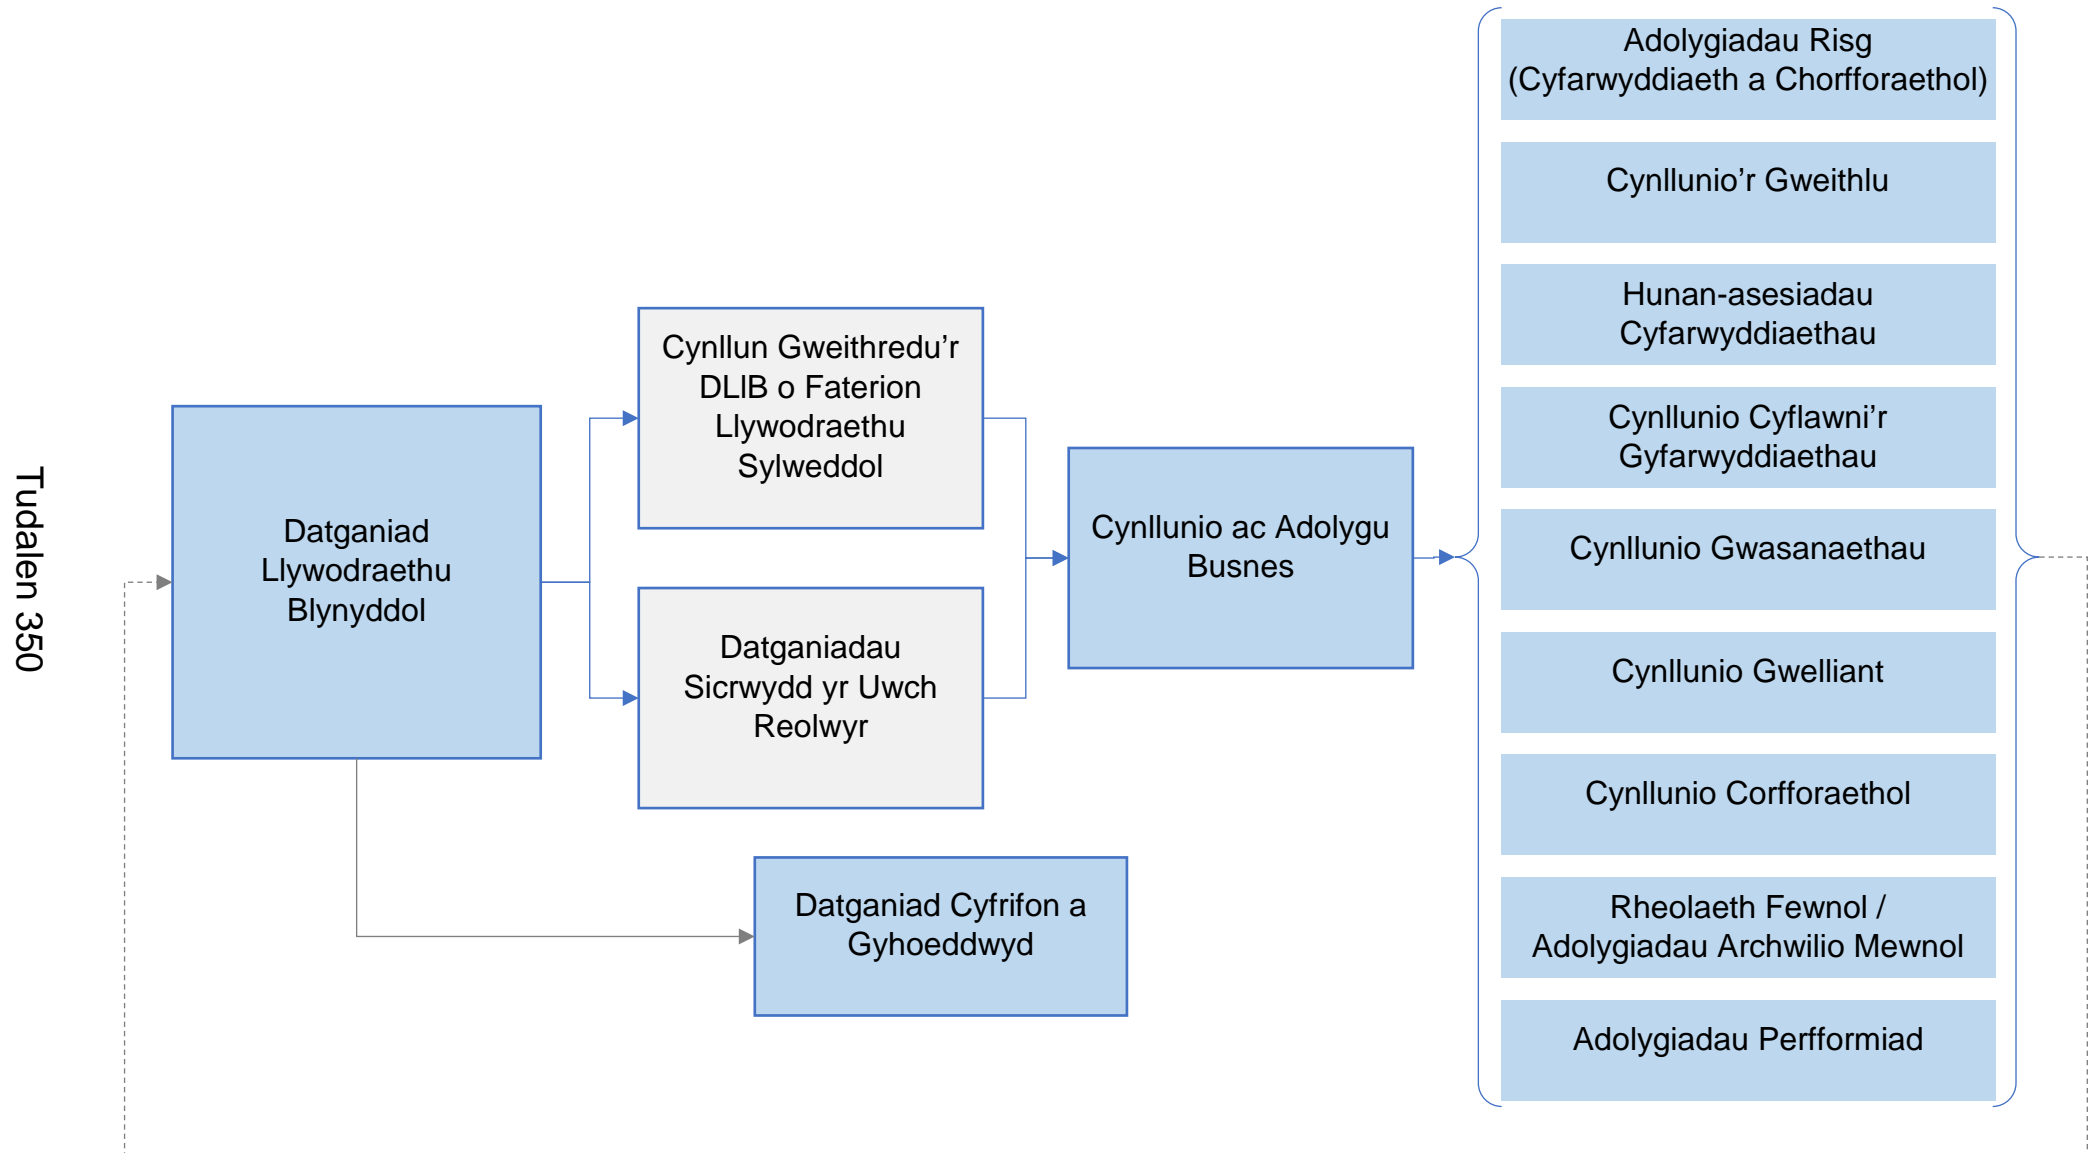 Tudalen 350
Datganiad
Llywodraethu
Blynyddol
Cynllun Gweithredu’r
DLlB o Faterion
Llywodraethu
Sylweddol
Datganiadau
Sicrwydd yr Uwch
Reolwyr
Datganiad Cyfrifon a
Gyhoeddwyd
Cynllunio ac Adolygu
Busnes
Adolygiadau Risg
(Cyfarwyddiaeth a Chorfforaethol)
Cynllunio’r Gweithlu
Hunan-asesiadau
Cyfarwyddiaethau
Cynllunio Cyflawni’r
Gyfarwyddiaethau
Cynllunio Gwasanaethau
Cynllunio Gwelliant
Cynllunio Corfforaethol
Rheolaeth Fewnol /
Adolygiadau Archwilio Mewnol
Adolygiadau Perfformiad